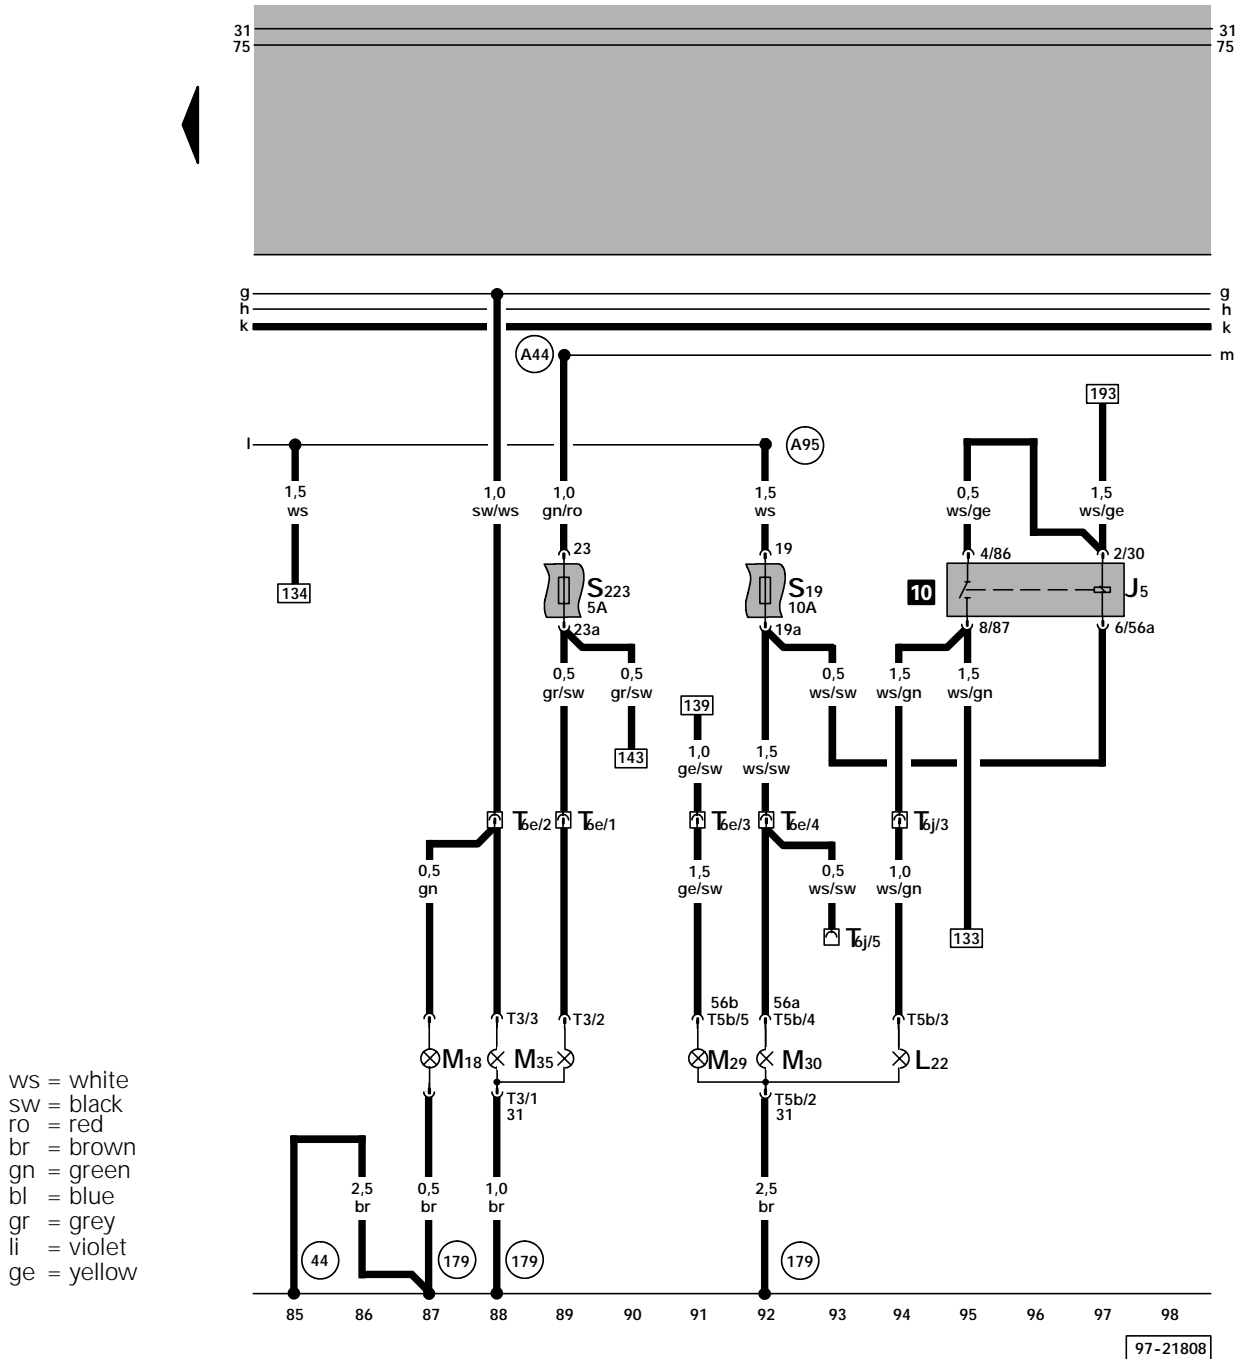 31 31
75 75
g g
h h
k k
A44 m
193
l A95
1,5 1,0 1,0 1,5 0,5 1,5
ws sw/ws gn/ro ws ws/ge ws/ge
23 19 4/86 2/30
134 S223 S19 10 J5
5A 10A
23a 19a 8/87 6/56a
0,5 0,5 0,5 1,5 1,5
gr/sw gr/sw ws/sw ws/gn ws/gn
139
143 1,0 1,5
ge/sw ws/sw
T6e/2 T6e/1 T6e/3 T6e/4 T6j/3
0,5 1,5 0,5 1,0
gn ge/sw ws/sw ws/gn
T6j/5 133
56b 56a
T3/3 T3/2 T5b/5 T5b/4 T5b/3
M18 M35 M29 M30 L22
T3/1 T5b/2
31 31
ws = white
sw = black
ro = red
br = brown
gn = green
bl = blue
gr = grey
li = violet
ge = yellow
2,5 0,5 1,0 2,5
br br br br
44 179 179 179
85 86 87 88 89 90 91 92 93 94 95 96 97 98
97-21808